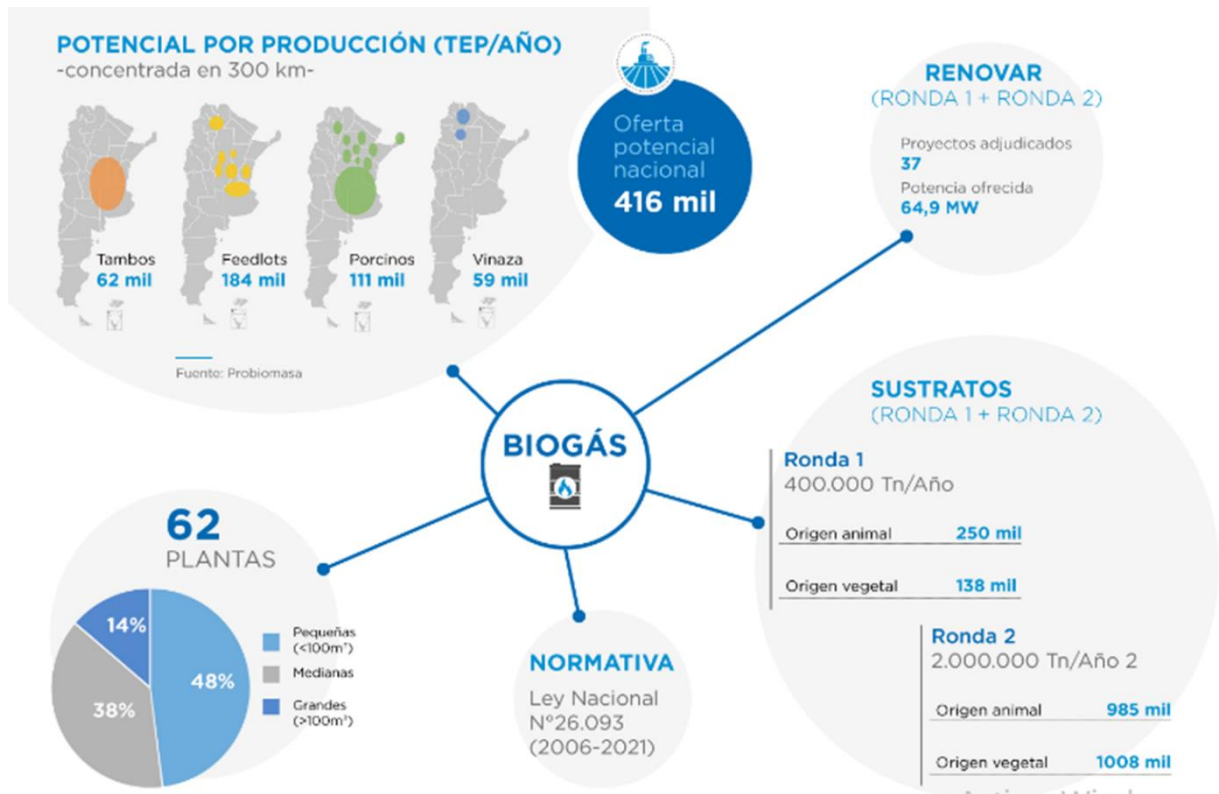 POTENCIAL POR PRODUCCIÓN (TEP/AÑO)
-concentrada en 300 km-
Tambos
62 mil
Feedlots
184 mil
Porcinos
111 mil
Vinaza
59 mil
Fuente: Probiomasa
Oferta
potencial
nacional
416 mil
RENOVAR
(RONDA 1 + RONDA 2)
Proyectos adjudicados
37
Potencia ofrecida
64,9 MW
BIOGÁS
SUSTRATOS
(RONDA 1 + RONDA 2)
Ronda 1
400.000 Tn/Año
Origen animal 250 mil
Origen vegetal 138 mil
Ronda 2
2.000.000 Tn/Año 2
Origen animal 985 mil
Origen vegetal 1008 mil
62
PLANTAS
14%
48%
38%
Pequeñas
(<100m³)
Medianas
Grandes
(>100m³)
NORMATIVA
Ley Nacional
N°26.093
(2006-2021)